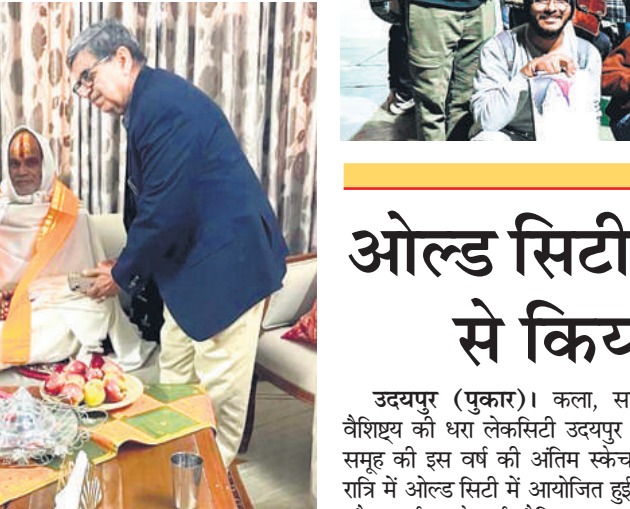 ओल्ड सिटी
से किय
उदयपुर (पुकार)। कला, स
वैशिष्ट्य की धरा लेकसिटी उदयपुर
समूह की इस वर्ष की अंतिम स्केच
रात्रि में ओल्ड सिटी में आयोजित हुई